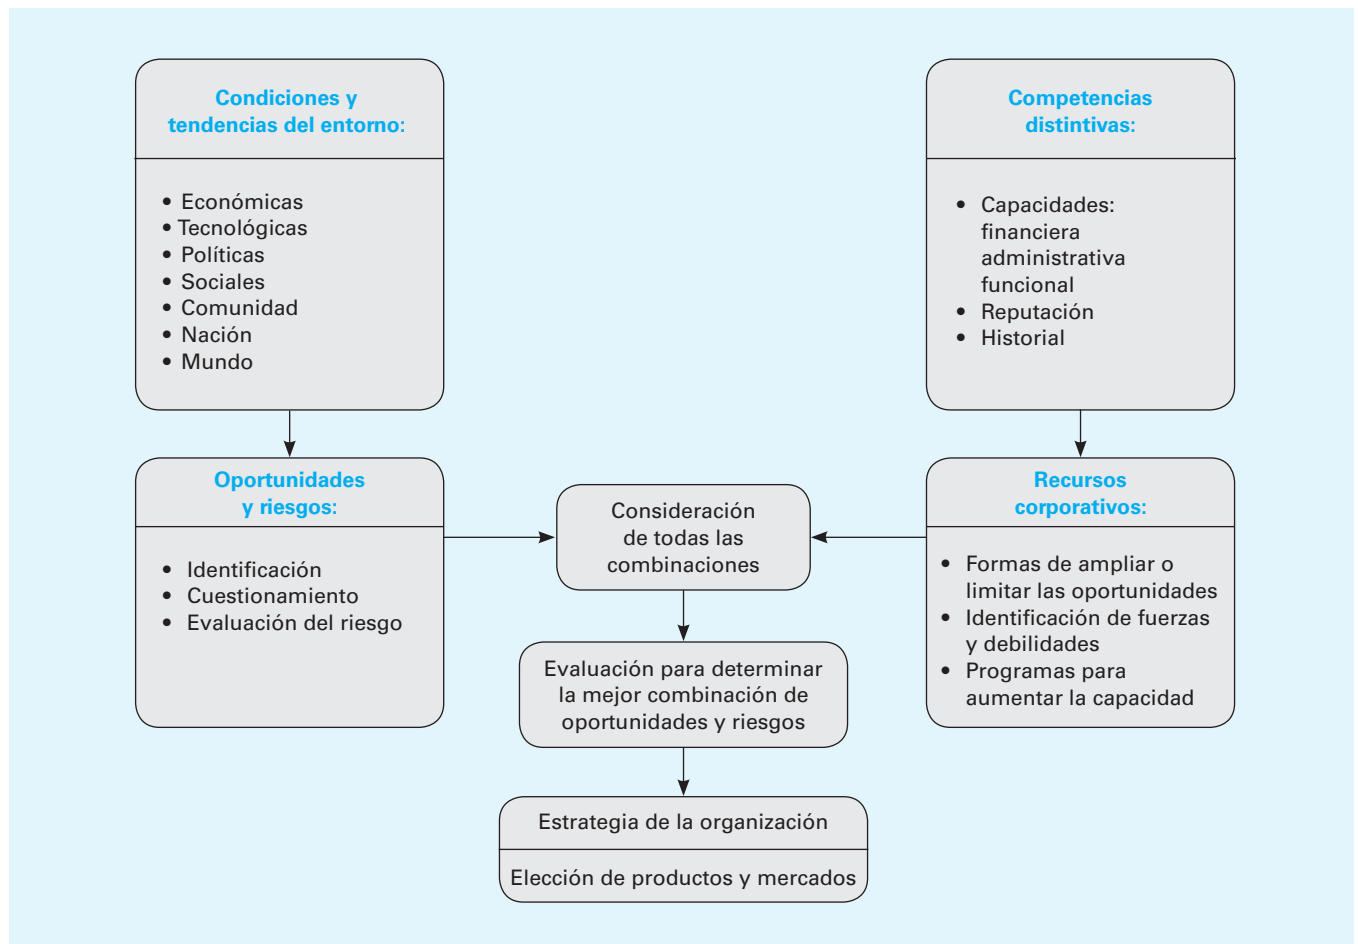 Condiciones y
tendencias del entorno:
• Económicas
• Tecnológicas
• Políticas
• Sociales
• Comunidad
• Nación
• Mundo
Competencias
distintivas:
• Capacidades:
financiera
administrativa
funcional
• Reputación
• Historial
Oportunidades
y riesgos:
• Identificación
• Cuestionamiento
• Evaluación del riesgo
Consideración
de todas las
combinaciones
Recursos
corporativos:
• Formas de ampliar o
limitar las oportunidades
• Identificación de fuerzas
y debilidades
• Programas para
aumentar la capacidad
Evaluación para determinar
la mejor combinación de
oportunidades y riesgos
Estrategia de la organización
Elección de productos y mercados